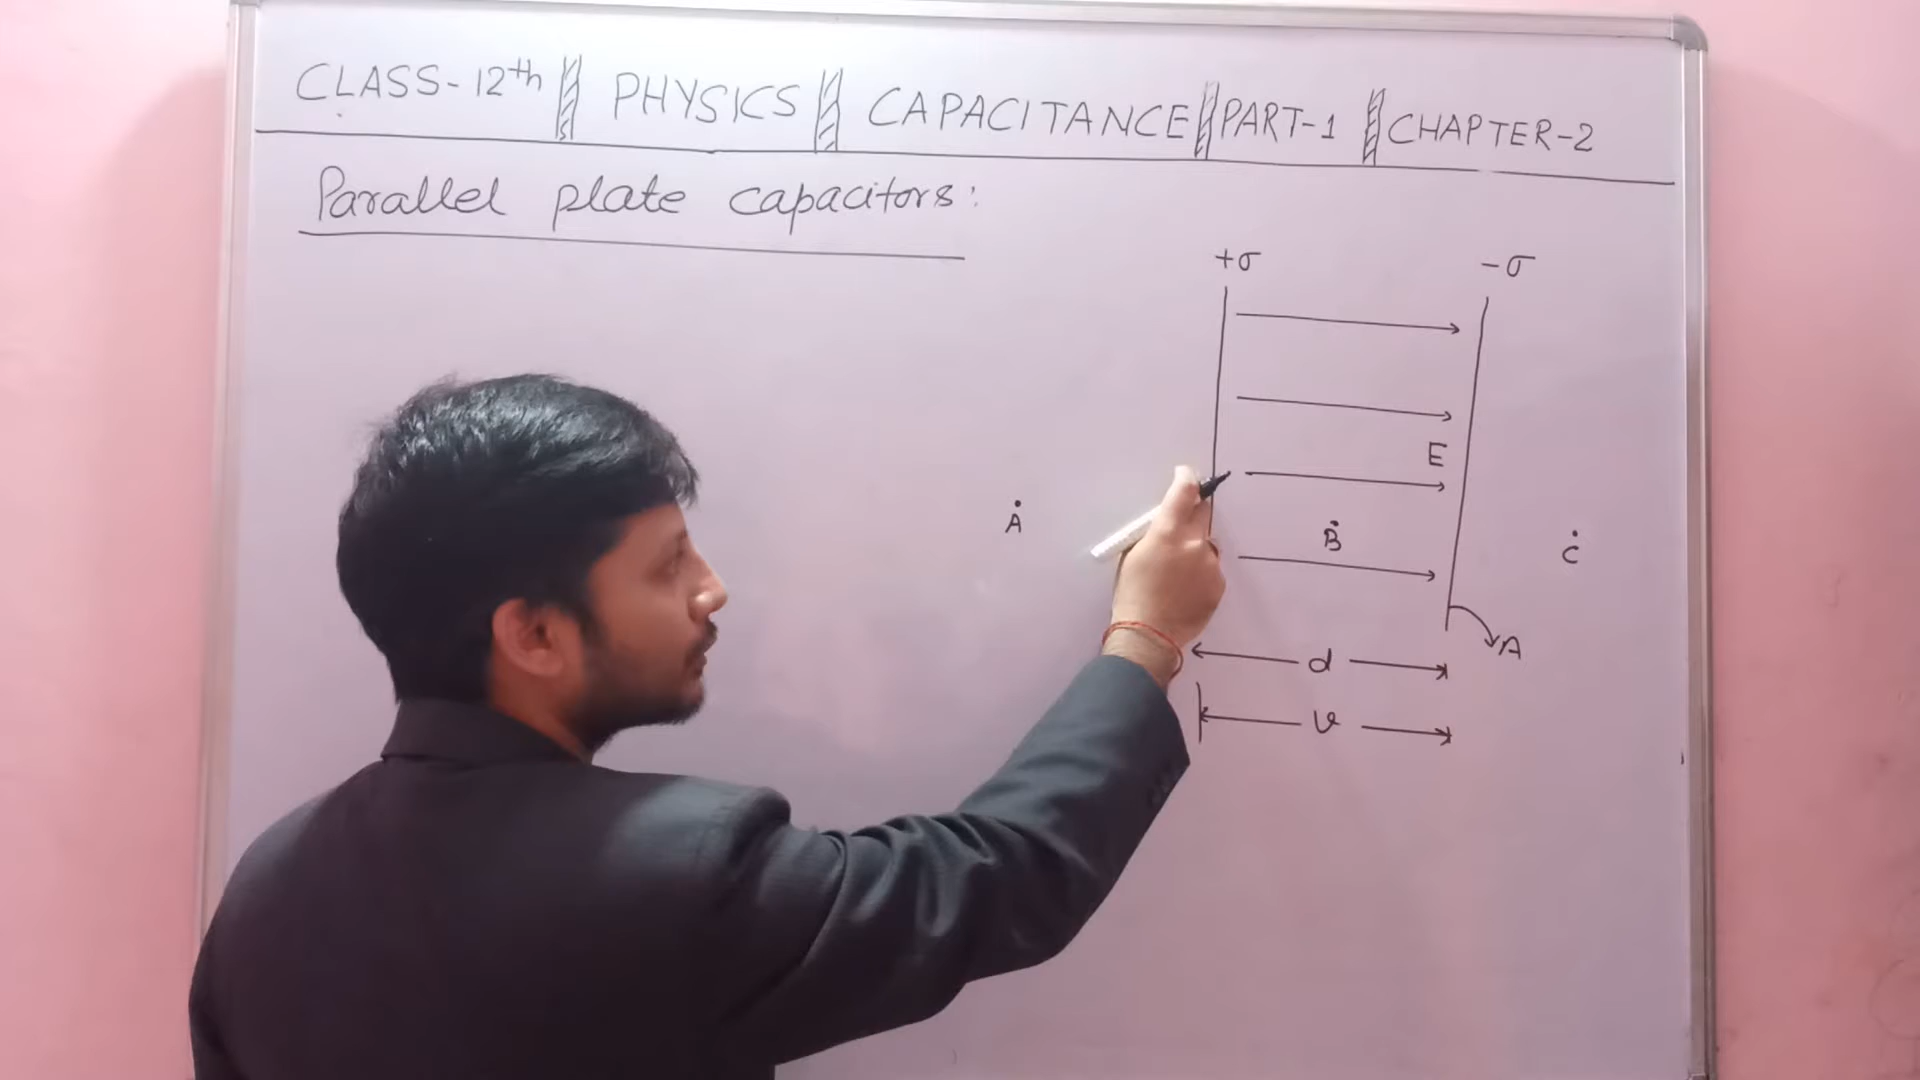 CLASS-12th PHYSICS CAPACITANCE PART-1 CHAPTER-2
Parallel plate capacitors:
+σ -σ
E
A B C
A
d
V